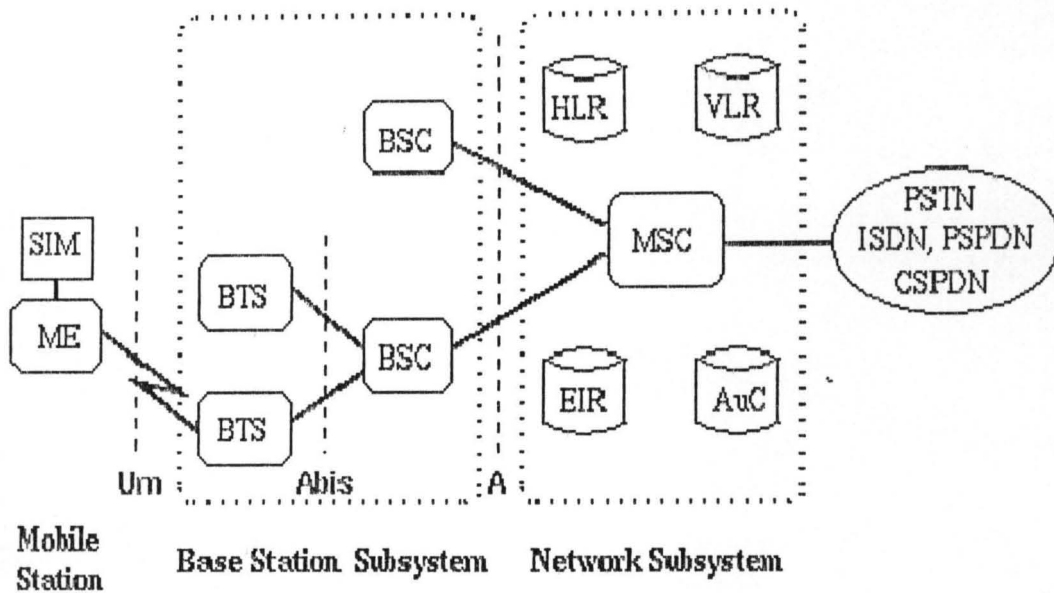 HLR
VLR
BSC
PSTN
ISDN, PSPDN
CSPDN
SIM
MSC
BTS
ME
BSC
EIR
AuC
BTS
Um
Abis
A
Mobile
Station
Base Station Subsystem
Network Subsystem